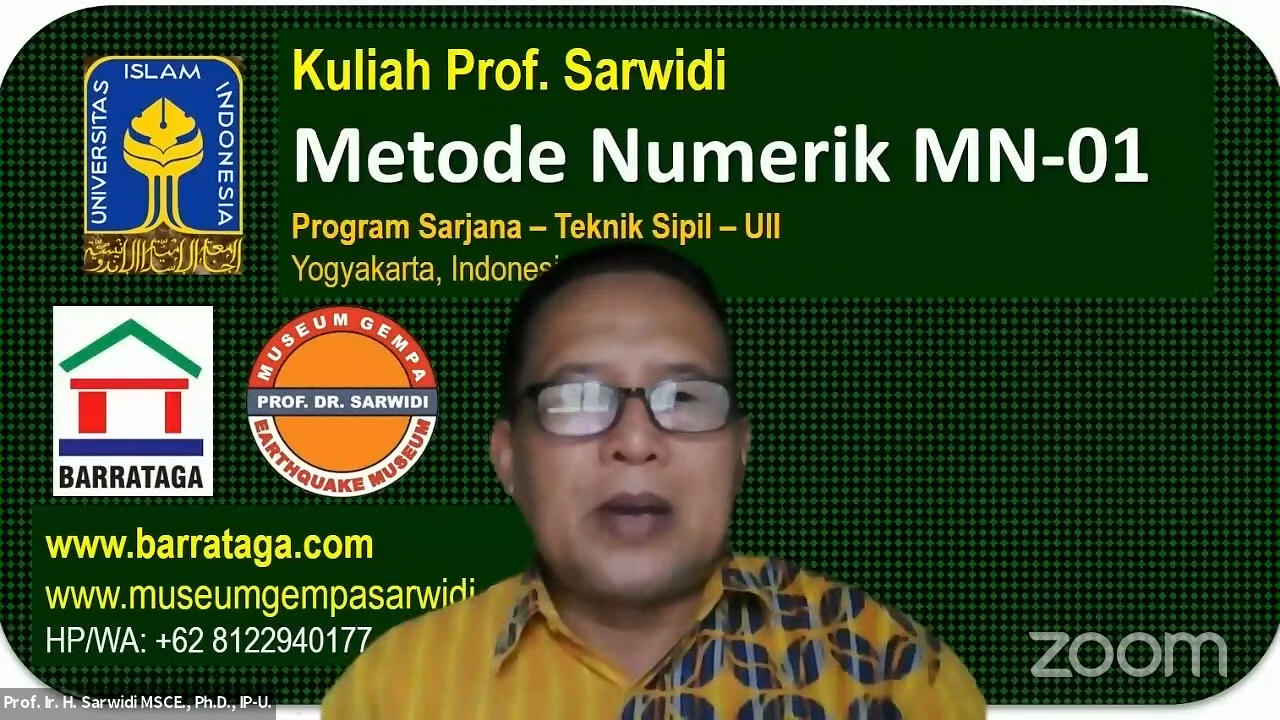 Kuliah Prof. Sarwidi
Metode Numerik MN-01
Program Sarjana – Teknik Sipil – UII
Yogyakarta, Indonesi
UNIVERSITAS ISLAM INDONESIA
BARRATAGA
MUSEUM GEMPA
PROF. DR. SARWIDI
EARTHQUAKE MUSEUM
www.barrataga.com
www.museumgempasarwidi.
HP/WA: +62 8122940177
zoom
Prof. Ir. H. Sarwidi MSCE., Ph.D., IP-U.